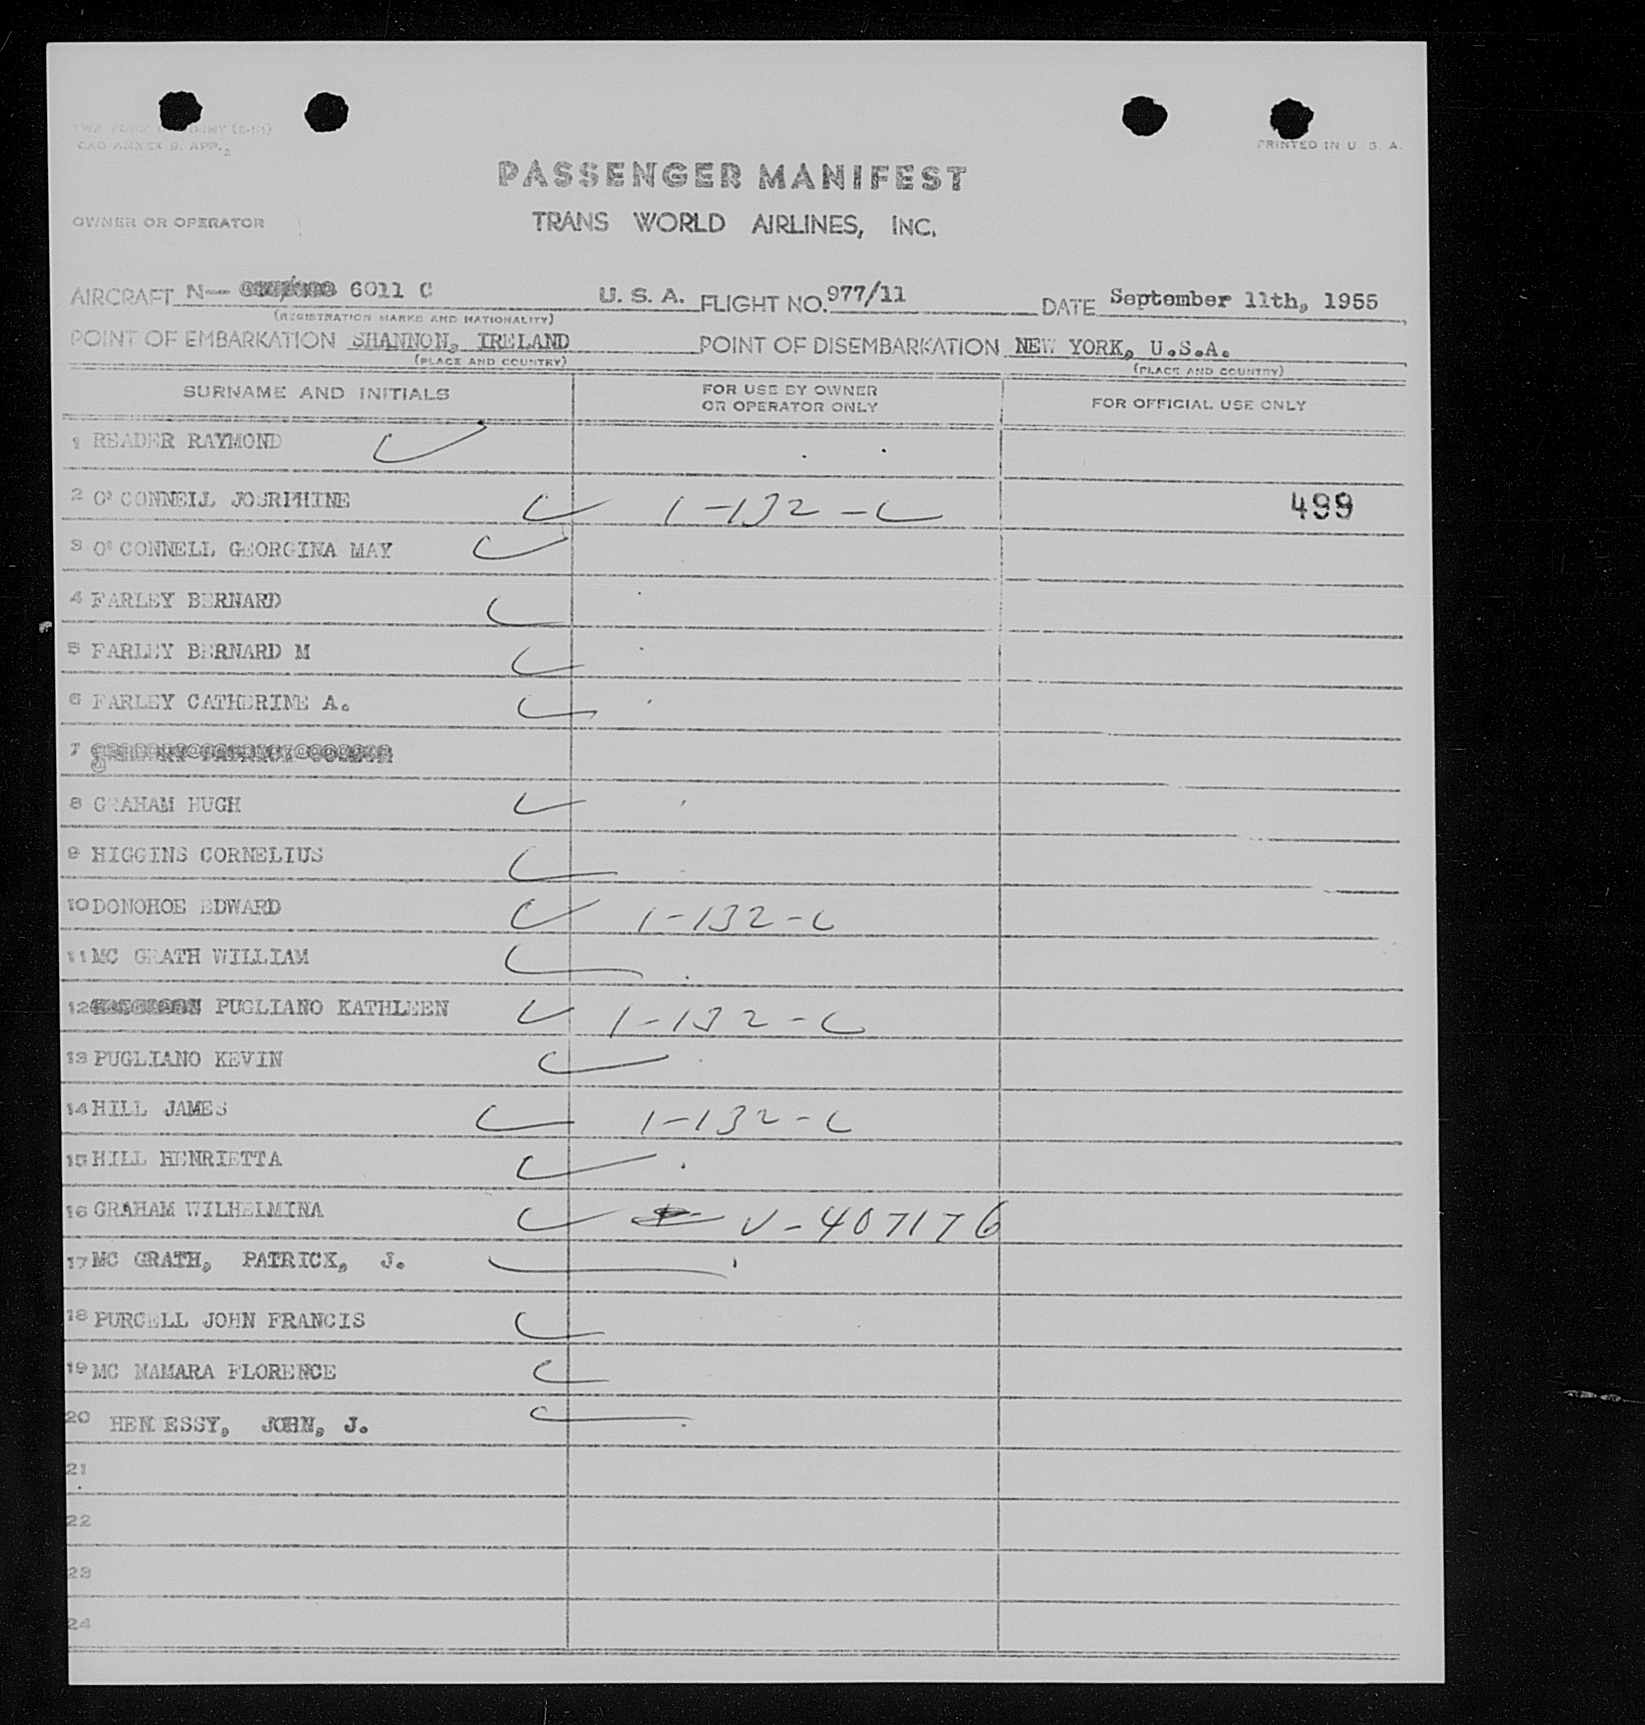 PRINTED IN U. S. A.
PASSENGER MANIFEST
OWNER OR OPERATOR TRANS WORLD AIRLINES, INC.
AIRCRAFT N— 6011 C U. S. A. FLIGHT NO. 977/11 DATE September 11th, 1955
(REGISTRATION MARKS AND NATIONALITY)
POINT OF EMBARKATION SHANNON, IRELAND POINT OF DISEMBARKATION NEW YORK, U.S.A.
(PLACE AND COUNTRY) (PLACE AND COUNTRY)
SURNAME AND INITIALS FOR USE BY OWNER OR OPERATOR ONLY FOR OFFICIAL USE ONLY
1 READER RAYMOND
2 O' CONNELL 1-132-C 499
3 O' CONNELL GEORGINA MAY
4 FARLEY BERNARD
5 FARLEY BERNARD M
6 FARLEY CATHERINE A.
7
8 GRAHAM HUGH
9 HIGGINS CORNELIUS
10 DONOHOE EDWARD 1-132-C
11 MC GRATH WILLIAM
12 PUGLIANO KATHLEEN 1-132-C
13 PUGLIANO KEVIN
14 HILL JAMES 1-132-C
15 HILL HENRIETTA
16 GRAHAM WILHELMINA V-407176
17 MC GRATH, PATRICK, J.
18 PURCELL JOHN FRANCIS
19 MC NAMARA FLORENCE
20 HENESSY, JOHN, J.
21
22
23
24